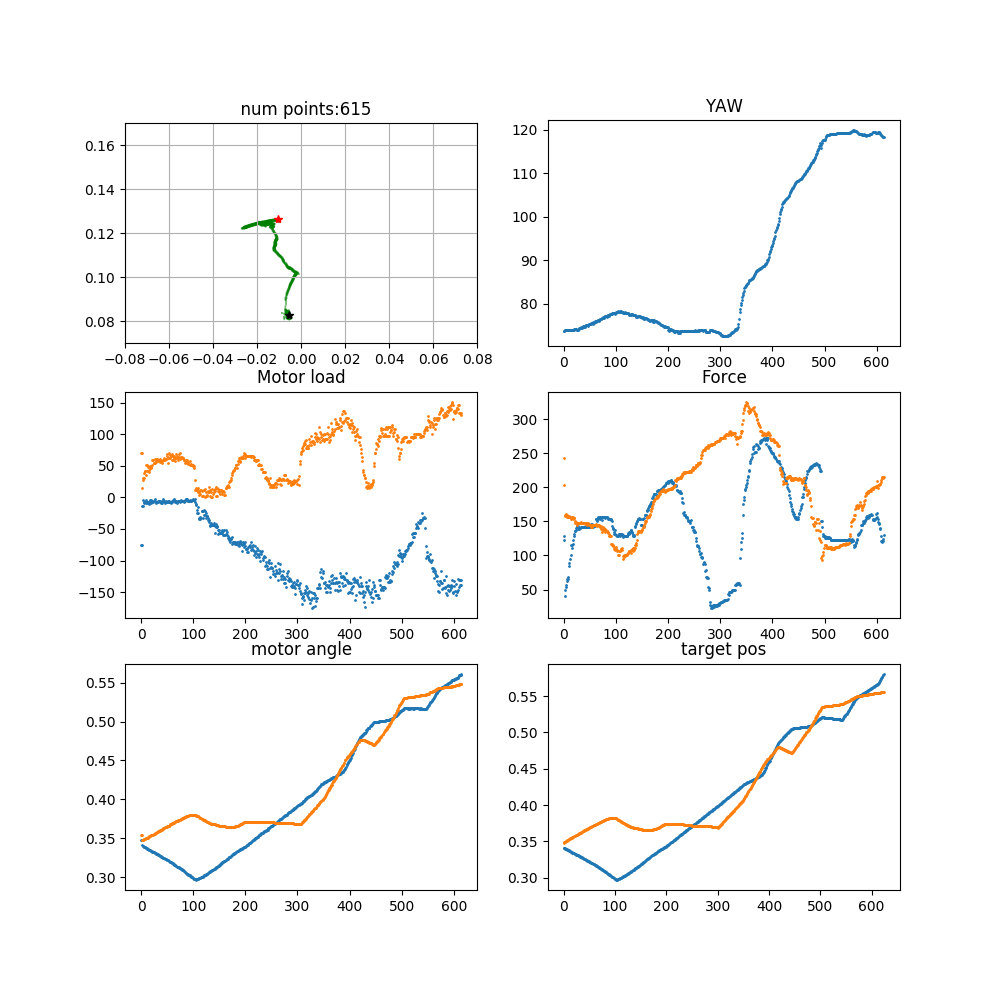 num points:615
YAW
0.16
0.14
0.12
0.10
0.08
−0.08 −0.06 −0.04 −0.02 0.00 0.02 0.04 0.06 0.08
120
110
100
90
80
0 100 200 300 400 500 600
Motor load
Force
150
100
50
0
−50
−100
−150
0 100 200 300 400 500 600
300
250
200
150
100
50
0 100 200 300 400 500 600
motor angle
target pos
0.55
0.50
0.45
0.40
0.35
0.30
0 100 200 300 400 500 600
0.55
0.50
0.45
0.40
0.35
0.30
0 100 200 300 400 500 600